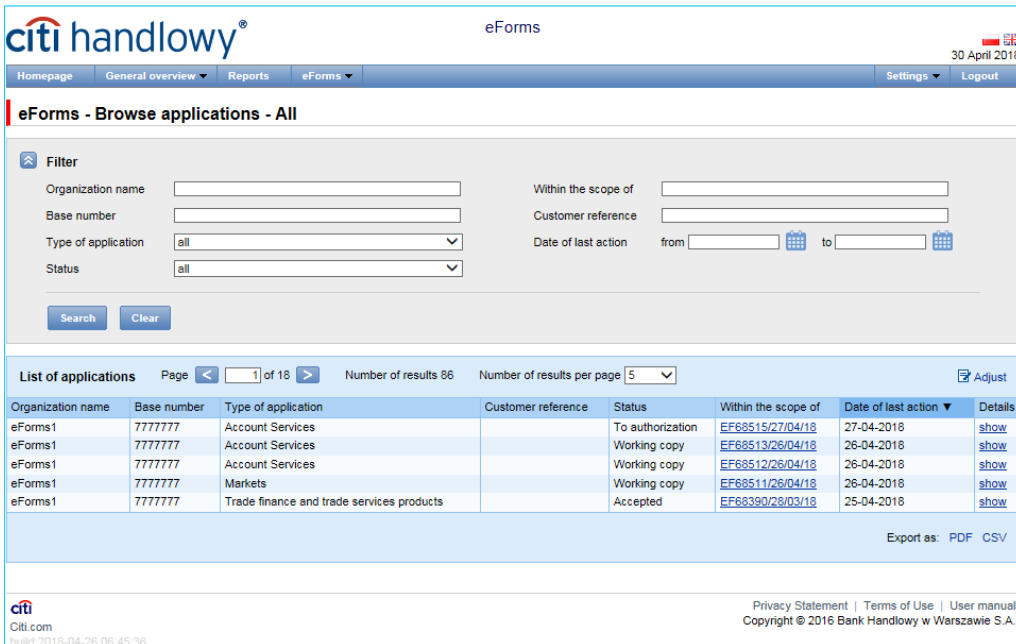 citi handlowy®
eForms
30 April 2018
Homepage General overview Reports eForms Settings Logout
eForms - Browse applications - All
Filter
Organization name Within the scope of
Base number Customer reference
Type of application all Date of last action from to
Status all
Search Clear
List of applications Page < 1 of 18 > Number of results 86 Number of results per page 5 Adjust
Organization name Base number Type of application Customer reference Status Within the scope of Date of last action ▼ Details
eForms1 7777777 Account Services To authorization EF68515/27/04/18 27-04-2018 show
eForms1 7777777 Account Services Working copy EF68513/26/04/18 26-04-2018 show
eForms1 7777777 Account Services Working copy EF68512/26/04/18 26-04-2018 show
eForms1 7777777 Markets Working copy EF68511/26/04/18 26-04-2018 show
eForms1 7777777 Trade finance and trade services products Accepted EF68390/28/03/18 25-04-2018 show
Export as: PDF CSV
citi
Privacy Statement | Terms of Use | User manual
Citi.com
Copyright © 2016 Bank Handlowy w Warszawie S.A.
build:2018-04-26 06:45:36